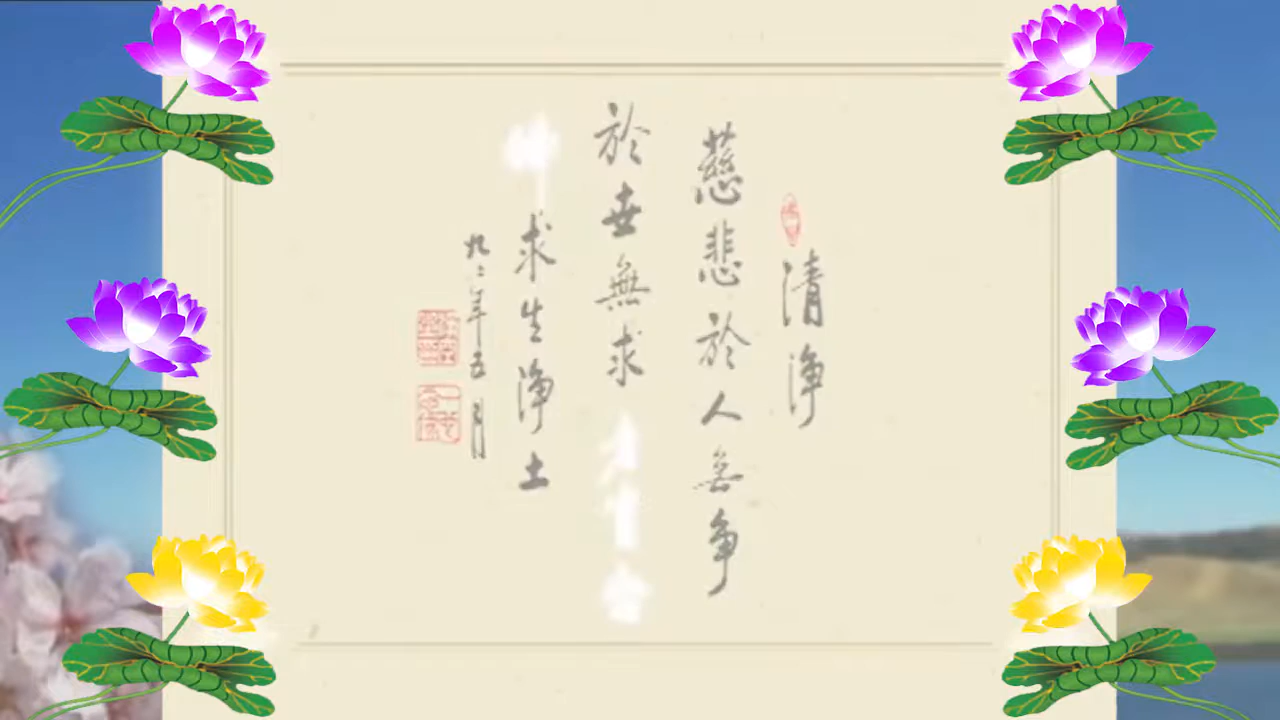 清淨
慈悲於人無爭
於世無求
求生淨土
九二年五月